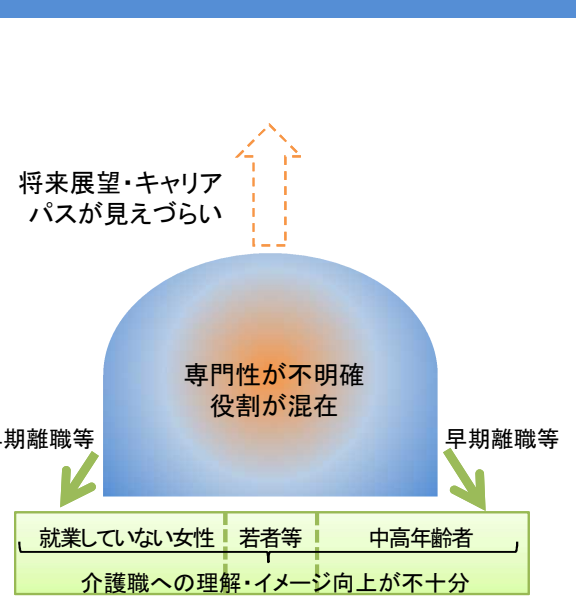 将来展望・キャリア
パスが見えづらい
専門性が不明確
役割が混在
期離職等
早期離職等
就業していない女性 若者等 中高年齢者
介護職への理解・イメージ向上が不十分